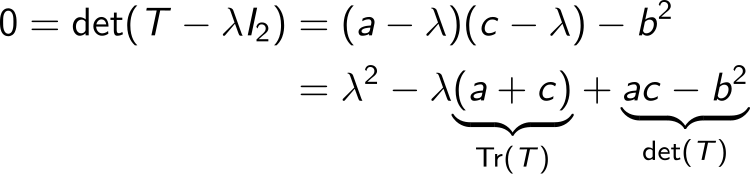 0 = det(T − λI₂) = (a − λ)(c − λ) − b²
= λ² − λ(a + c) + ac − b²
Tr(T) det(T)